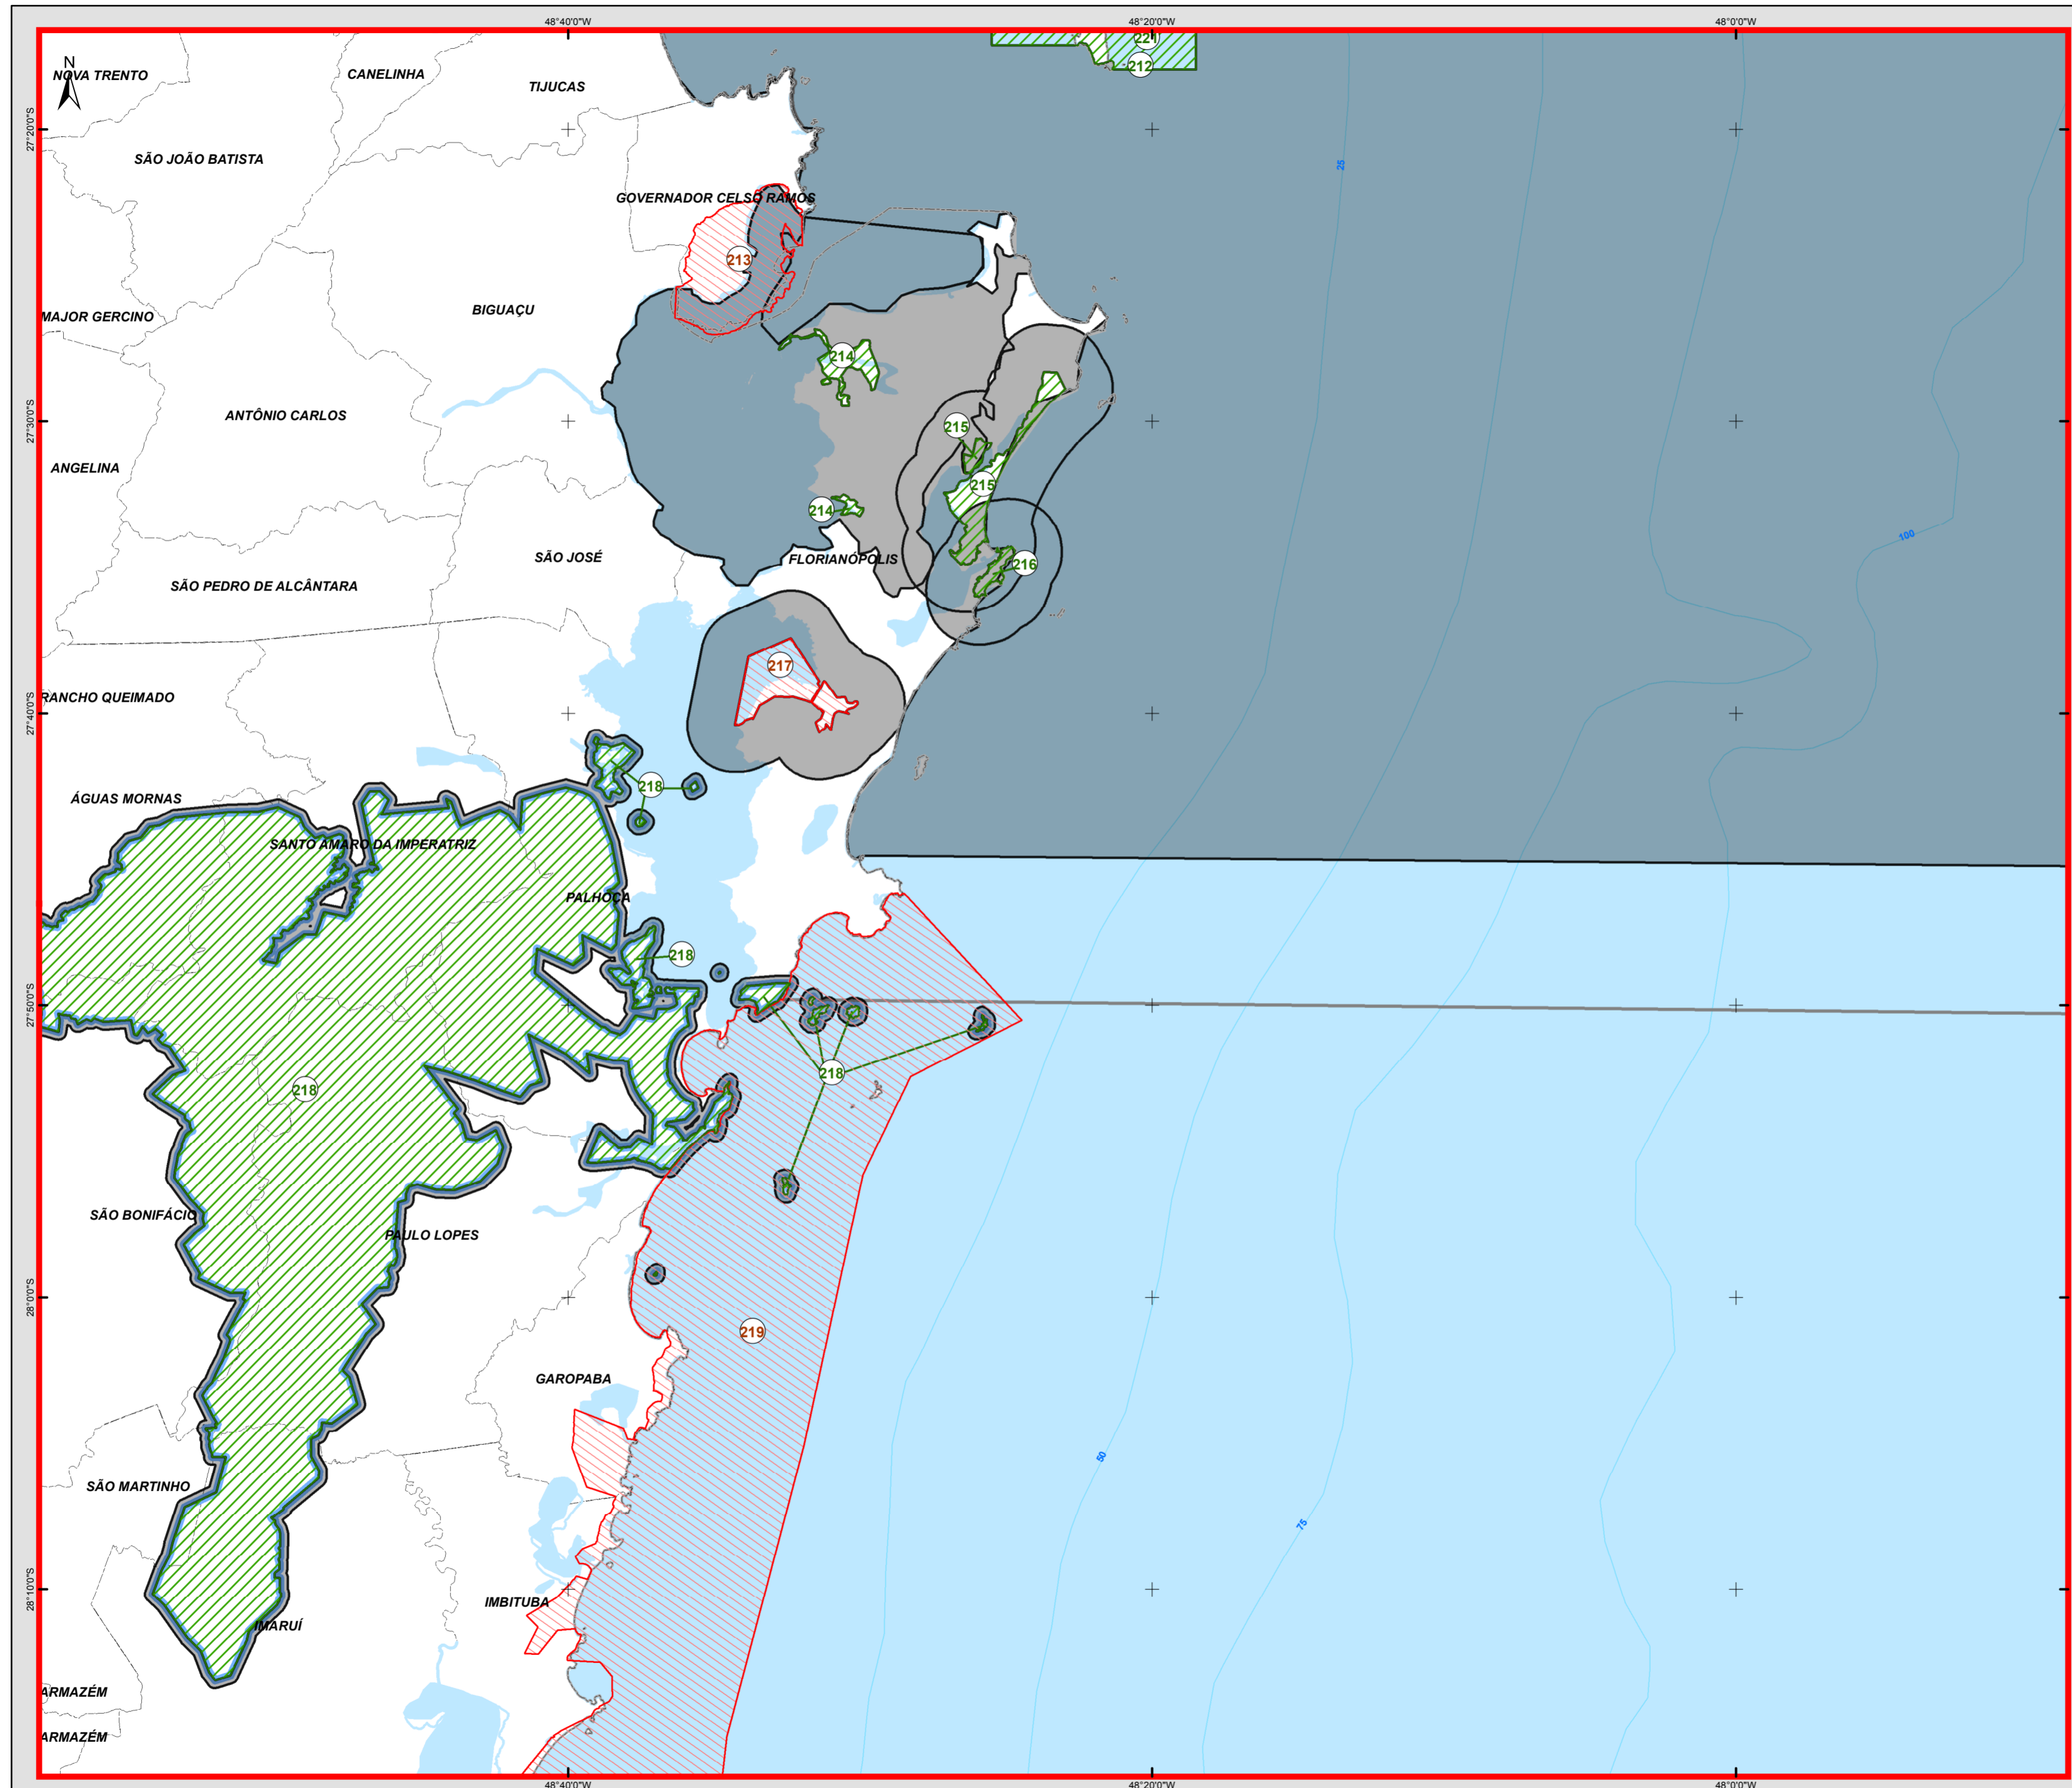 48°40'0"W
48°20'0"W
48°0'0"W
N
NOVA TRENTO
CANELINHA
TIJUCAS
221
212
27°20'0"S
SÃO JOÃO BATISTA
25
GOVERNADOR CELSO RAMOS
213
MAJOR GERCINO
BIGUAÇU
214
27°30'0"S
ANTÔNIO CARLOS
215
ANGELINA
215
214
100
SÃO JOSÉ
FLORIANÓPOLIS
216
SÃO PEDRO DE ALCÂNTARA
217
RANCHO QUEIMADO
27°40'0"S
218
ÁGUAS MORNAS
SANTO AMARO DA IMPERATRIZ
PALHOÇA
218
27°50'0"S
218
218
SÃO BONIFÁCIO
PAULO LOPES
28°0'0"S
219
GAROPABA
50
SÃO MARTINHO
75
28°10'0"S
IMBITUBA
IMARUÍ
ARMAZÉM
ARMAZÉM
48°40'0"W
48°20'0"W
48°0'0"W